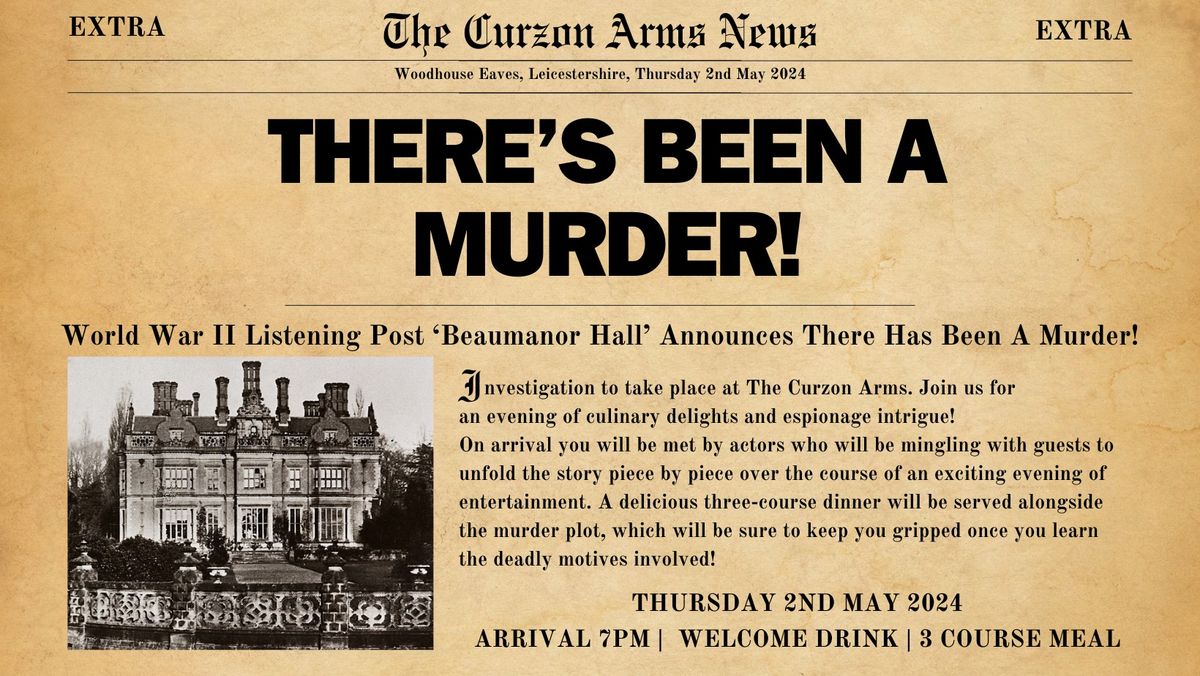 EXTRA
The Curzon Arms News
EXTRA
Woodhouse Eaves, Leicestershire, Thursday 2nd May 2024
THERE’S BEEN A
MURDER!
World War II Listening Post ‘Beaumanor Hall’ Announces There Has Been A Murder!
Investigation to take place at The Curzon Arms. Join us for
an evening of culinary delights and espionage intrigue!
On arrival you will be met by actors who will be mingling with guests to
unfold the story piece by piece over the course of an exciting evening of
entertainment. A delicious three-course dinner will be served alongside
the murder plot, which will be sure to keep you gripped once you learn
the deadly motives involved!
THURSDAY 2ND MAY 2024
ARRIVAL 7PM | WELCOME DRINK | 3 COURSE MEAL